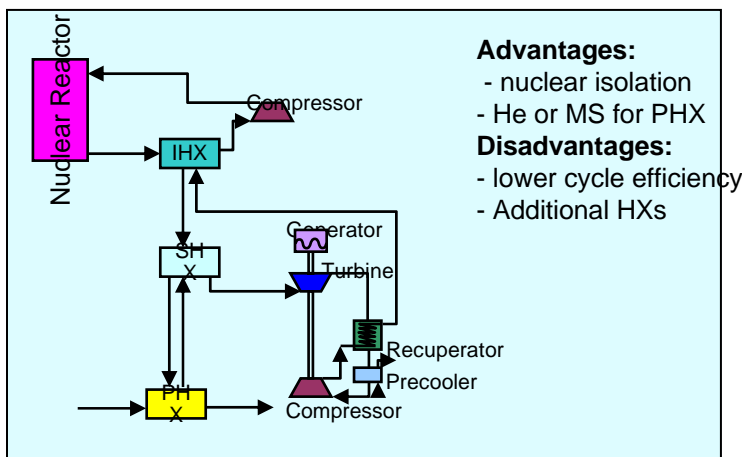 Nuclear Reactor
Compressor
IHX
SH
X
Generator
Turbine
Recuperator
Precooler
Compressor
PH
X
Advantages:
- nuclear isolation
- He or MS for PHX
Disadvantages:
- lower cycle efficiency
- Additional HXs